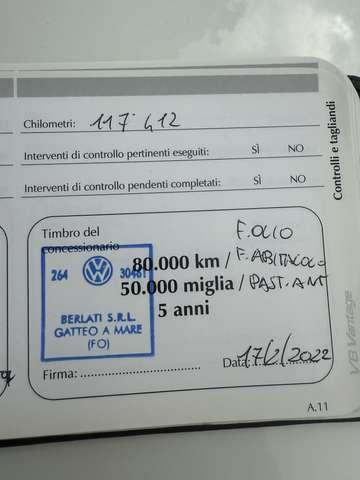 Chilometri: 117'412
Interventi di controllo pertinenti eseguiti: SÌ NO
Interventi di controllo pendenti completati: SÌ NO
Controlli e tagliandi
Timbro del
concessionario
F. OLIO
F. ABITACOLO
PAST. ANT
80.000 km /
50.000 miglia /
5 anni
264 30481
BERLATI S.R.L.
GATTEO A MARE
(FO)
Firma:
Data: 17/2/2022
V8 Vantage
A.11